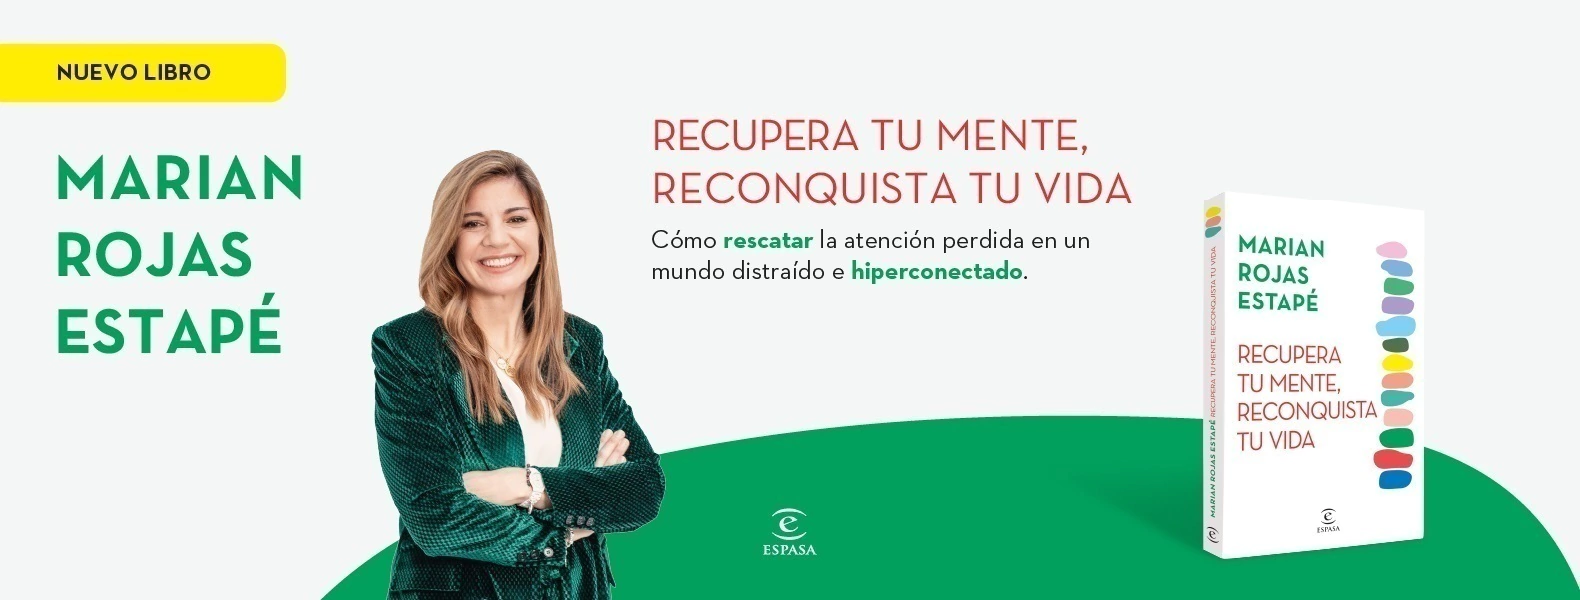 NUEVO LIBRO
MARIAN
ROJAS
ESTAPÉ
RECUPERA TU MENTE,
RECONQUISTA TU VIDA
Cómo rescatar la atención perdida en un
mundo distraído e hiperconectado.
e
ESPASA
MARIAN ROJAS ESTAPÉ RECUPERA TU MENTE, RECONQUISTA TU VIDA
e
MARIAN
ROJAS
ESTAPÉ
RECUPERA
TU MENTE,
RECONQUISTA
TU VIDA
e
ESPASA